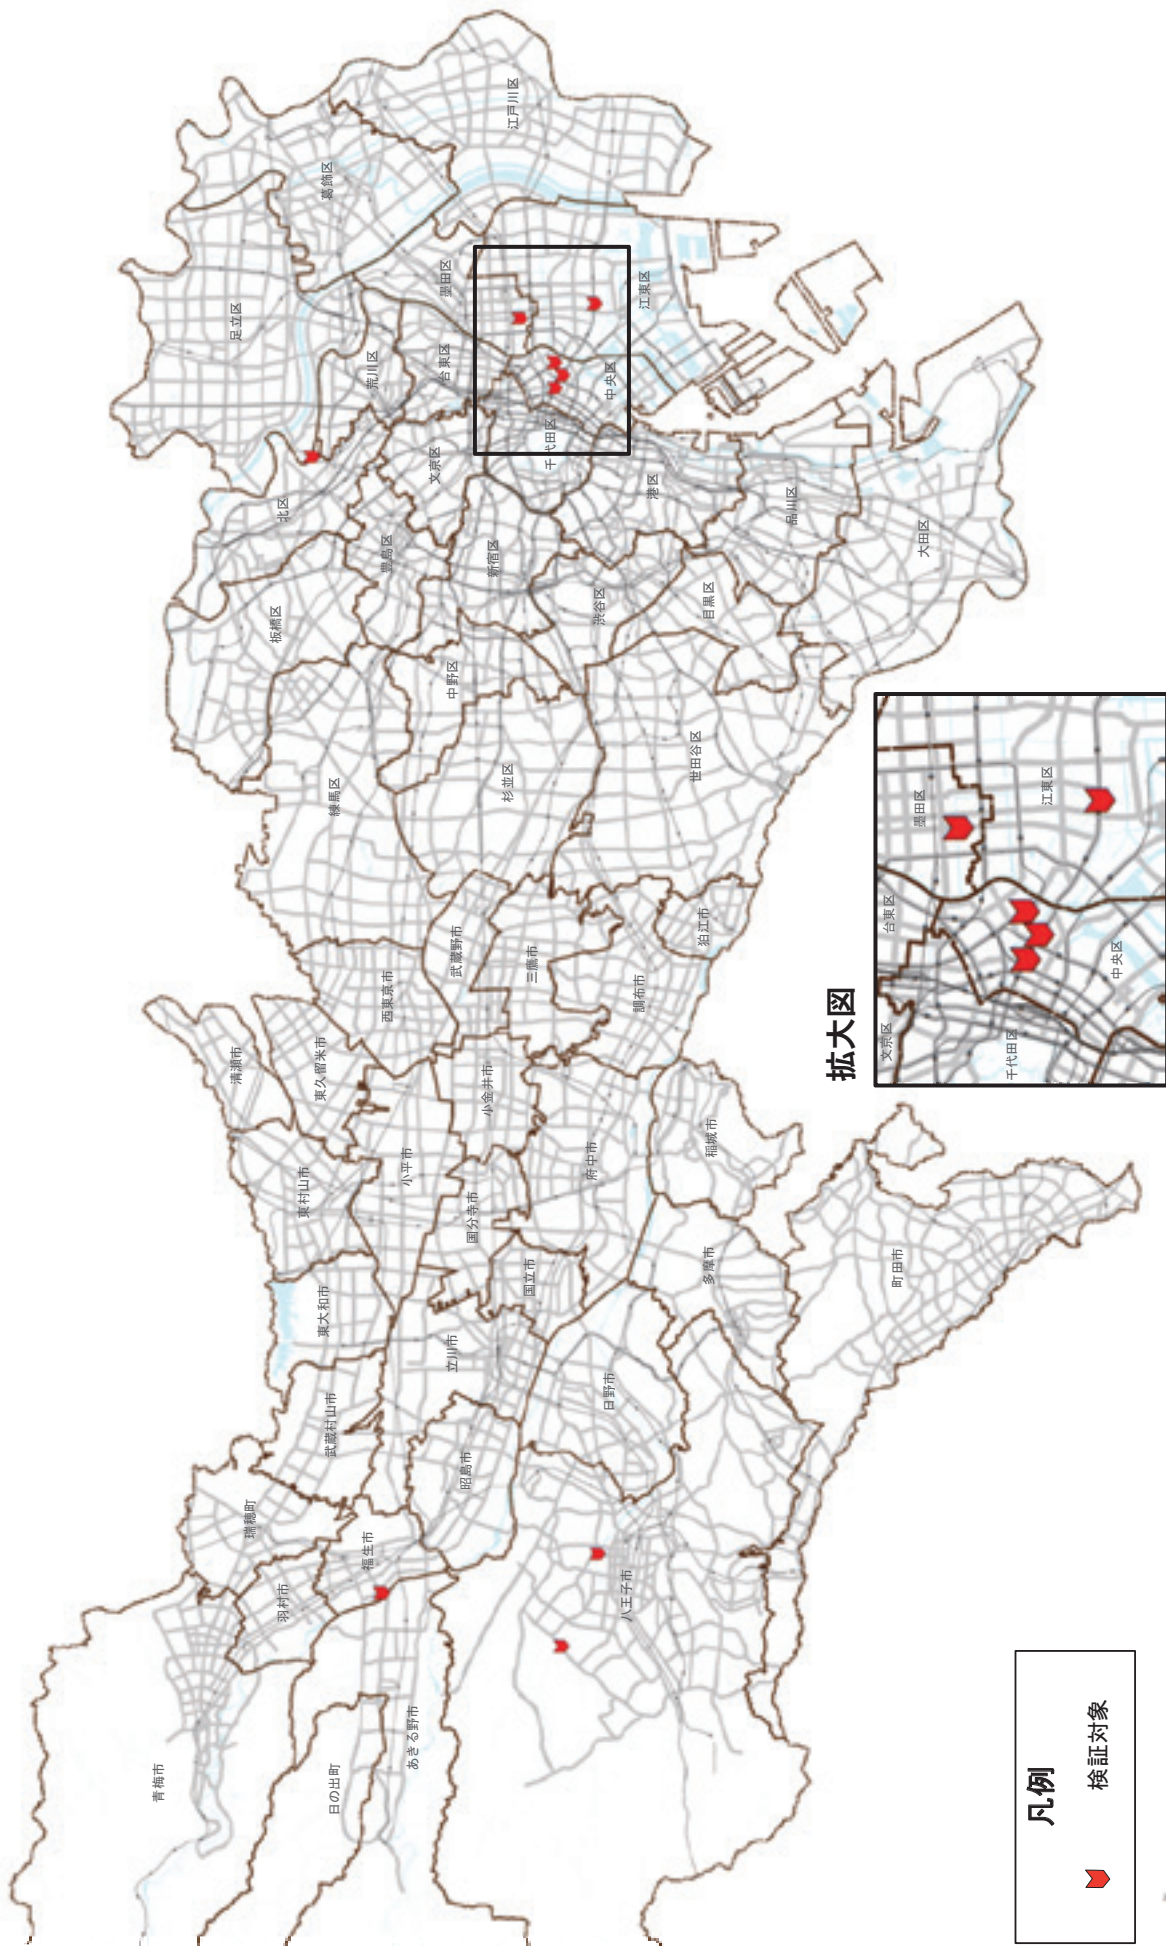 青梅市
日の出町
あきる野市
羽村市
瑞穂町
福生市
武蔵村山市
昭島市
八王子市
日野市
立川市
東大和市
東村山市
小平市
国分寺市
国立市
府中市
多摩市
稲城市
町田市
清瀬市
東久留米市
西東京市
小金井市
武蔵野市
三鷹市
調布市
狛江市
練馬区
杉並区
世田谷区
板橋区
中野区
豊島区
新宿区
渋谷区
目黒区
北区
文京区
千代田区
港区
品川区
大田区
足立区
荒川区
台東区
中央区
墨田区
江東区
葛飾区
江戸川区
拡大図
文京区
台東区
墨田区
千代田区
中央区
江東区
凡例
検証対象